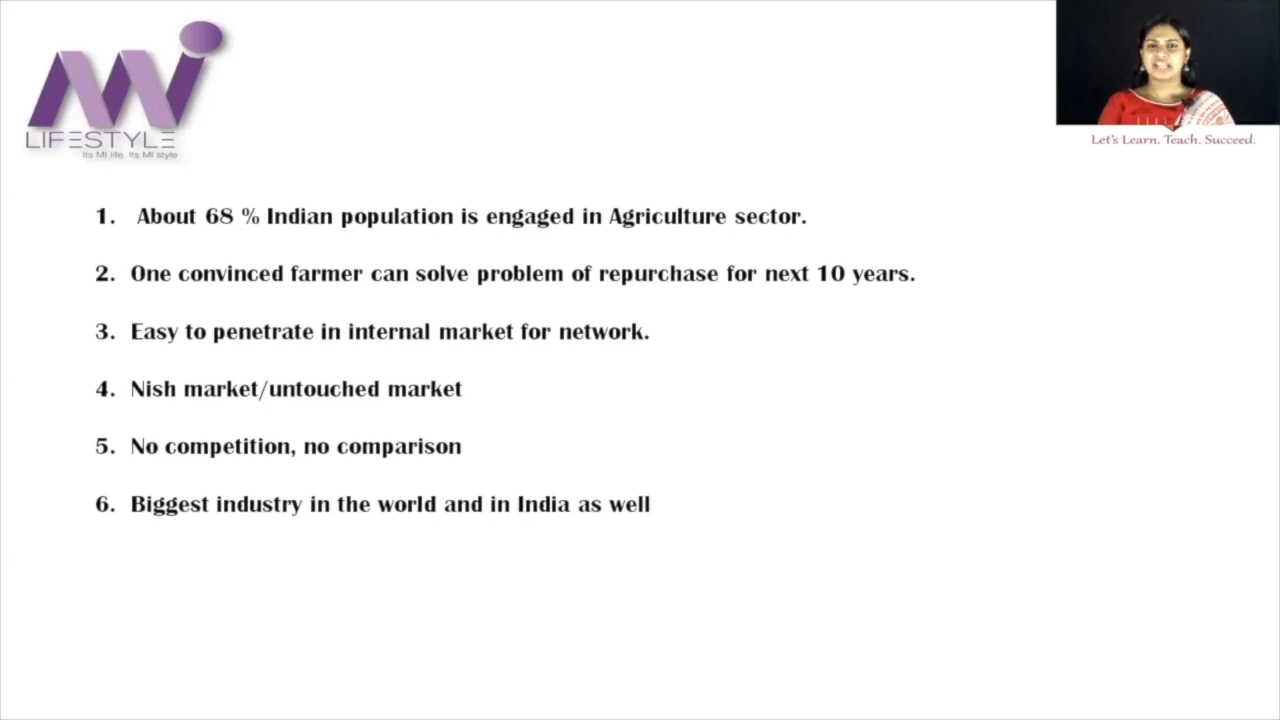 Mi
LIFESTYLE
Its MI life. Its MI style
Let's Learn. Teach. Succeed.
1. About 68 % Indian population is engaged in Agriculture sector.
2. One convinced farmer can solve problem of repurchase for next 10 years.
3. Easy to penetrate in internal market for network.
4. Nish market/untouched market
5. No competition, no comparison
6. Biggest industry in the world and in India as well